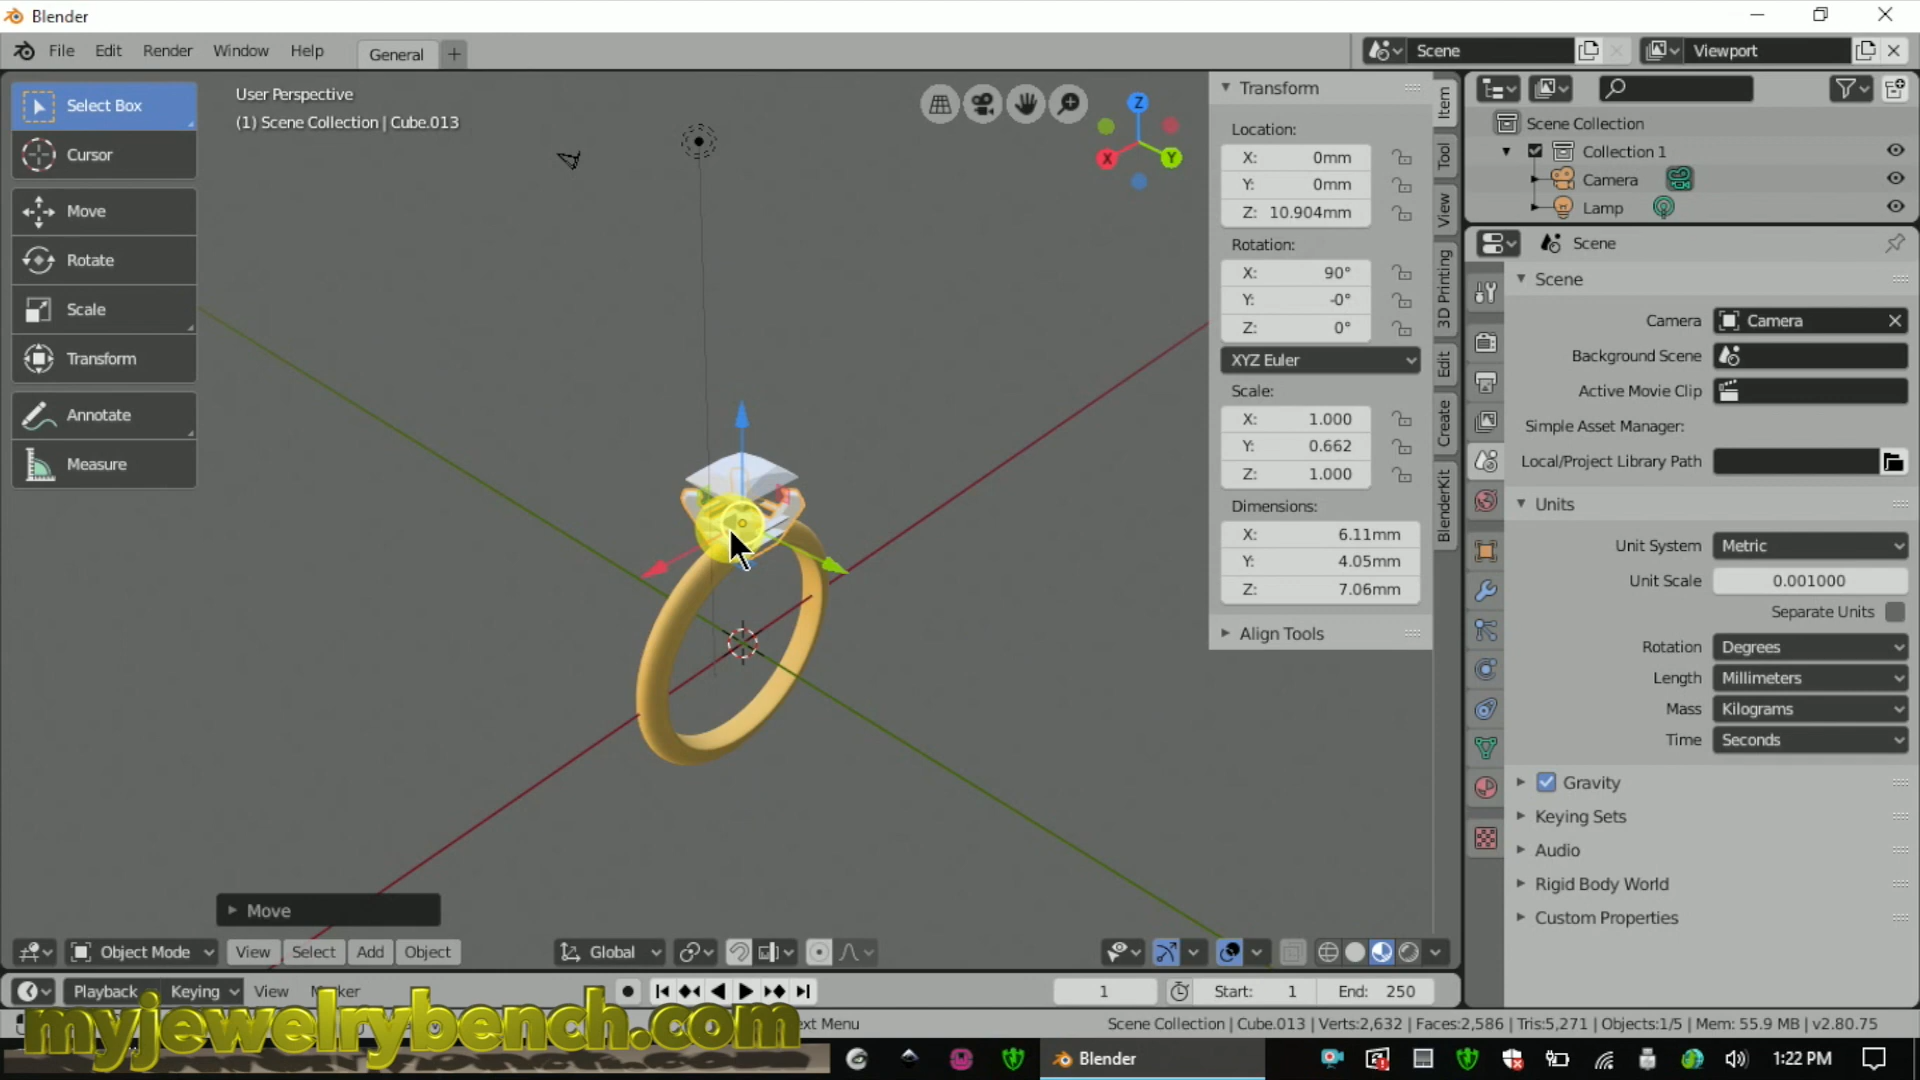 Blender
File Edit Render Window Help General + Scene Viewport
Select Box
Cursor
Move
Rotate
Scale
Transform
Annotate
Measure
User Perspective
(1) Scene Collection | Cube.013
Z
X
Y
Transform
Location:
X: 0mm
Y: 0mm
Z: 10.904mm
Rotation:
X: 90°
Y: -0°
Z: 0°
XYZ Euler
Scale:
X: 1.000
Y: 0.662
Z: 1.000
Dimensions:
X: 6.11mm
Y: 4.05mm
Z: 7.06mm
Align Tools
Item
Tool
View
3D Printing
Edit
Create
BlenderKit
Scene Collection
Collection 1
Camera
Lamp
Scene
Scene
Camera Camera
Background Scene
Active Movie Clip
Simple Asset Manager:
Local/Project Library Path
Units
Unit System Metric
Unit Scale 0.001000
Separate Units
Rotation Degrees
Length Millimeters
Mass Kilograms
Time Seconds
Gravity
Keying Sets
Audio
Rigid Body World
Custom Properties
Move
Object Mode View Select Add Object Global
Playback Keying View 1 Start: 1 End: 250
myjewelrybench.com
Scene Collection | Cube.013 | Verts:2,632 | Faces:2,586 | Tris:5,271 | Objects:1/5 | Mem: 55.9 MB | v2.80.75
Blender 1:22 PM